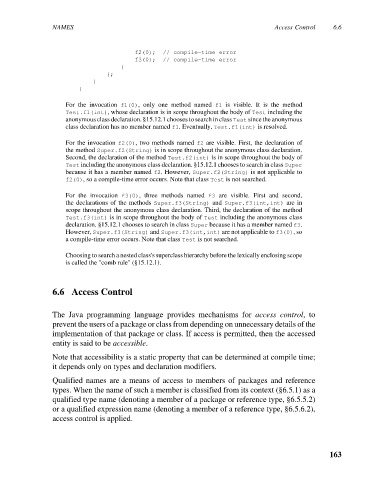 NAMES Access Control 6.6
f2(0); // compile-time error
f3(0); // compile-time error
}
};
}
}
For the invocation f1(0), only one method named f1 is visible. It is the method
Test.f1(int), whose declaration is in scope throughout the body of Test including the
anonymous class declaration. §15.12.1 chooses to search in class Test since the anonymous
class declaration has no member named f1. Eventually, Test.f1(int) is resolved.
For the invocation f2(0), two methods named f2 are visible. First, the declaration of
the method Super.f2(String) is in scope throughout the anonymous class declaration.
Second, the declaration of the method Test.f2(int) is in scope throughout the body of
Test including the anonymous class declaration. §15.12.1 chooses to search in class Super
because it has a member named f2. However, Super.f2(String) is not applicable to
f2(0), so a compile-time error occurs. Note that class Test is not searched.
For the invocation f3(0), three methods named f3 are visible. First and second,
the declarations of the methods Super.f3(String) and Super.f3(int,int) are in
scope throughout the anonymous class declaration. Third, the declaration of the method
Test.f3(int) is in scope throughout the body of Test including the anonymous class
declaration. §15.12.1 chooses to search in class Super because it has a member named f3.
However, Super.f3(String) and Super.f3(int,int) are not applicable to f3(0), so
a compile-time error occurs. Note that class Test is not searched.
Choosing to search a nested class's superclass hierarchy before the lexically enclosing scope
is called the "comb rule" (§15.12.1).
6.6 Access Control
The Java programming language provides mechanisms for access control, to
prevent the users of a package or class from depending on unnecessary details of the
implementation of that package or class. If access is permitted, then the accessed
entity is said to be accessible.
Note that accessibility is a static property that can be determined at compile time;
it depends only on types and declaration modifiers.
Qualified names are a means of access to members of packages and reference
types. When the name of such a member is classified from its context (§6.5.1) as a
qualified type name (denoting a member of a package or reference type, §6.5.5.2)
or a qualified expression name (denoting a member of a reference type, §6.5.6.2),
access control is applied.
163